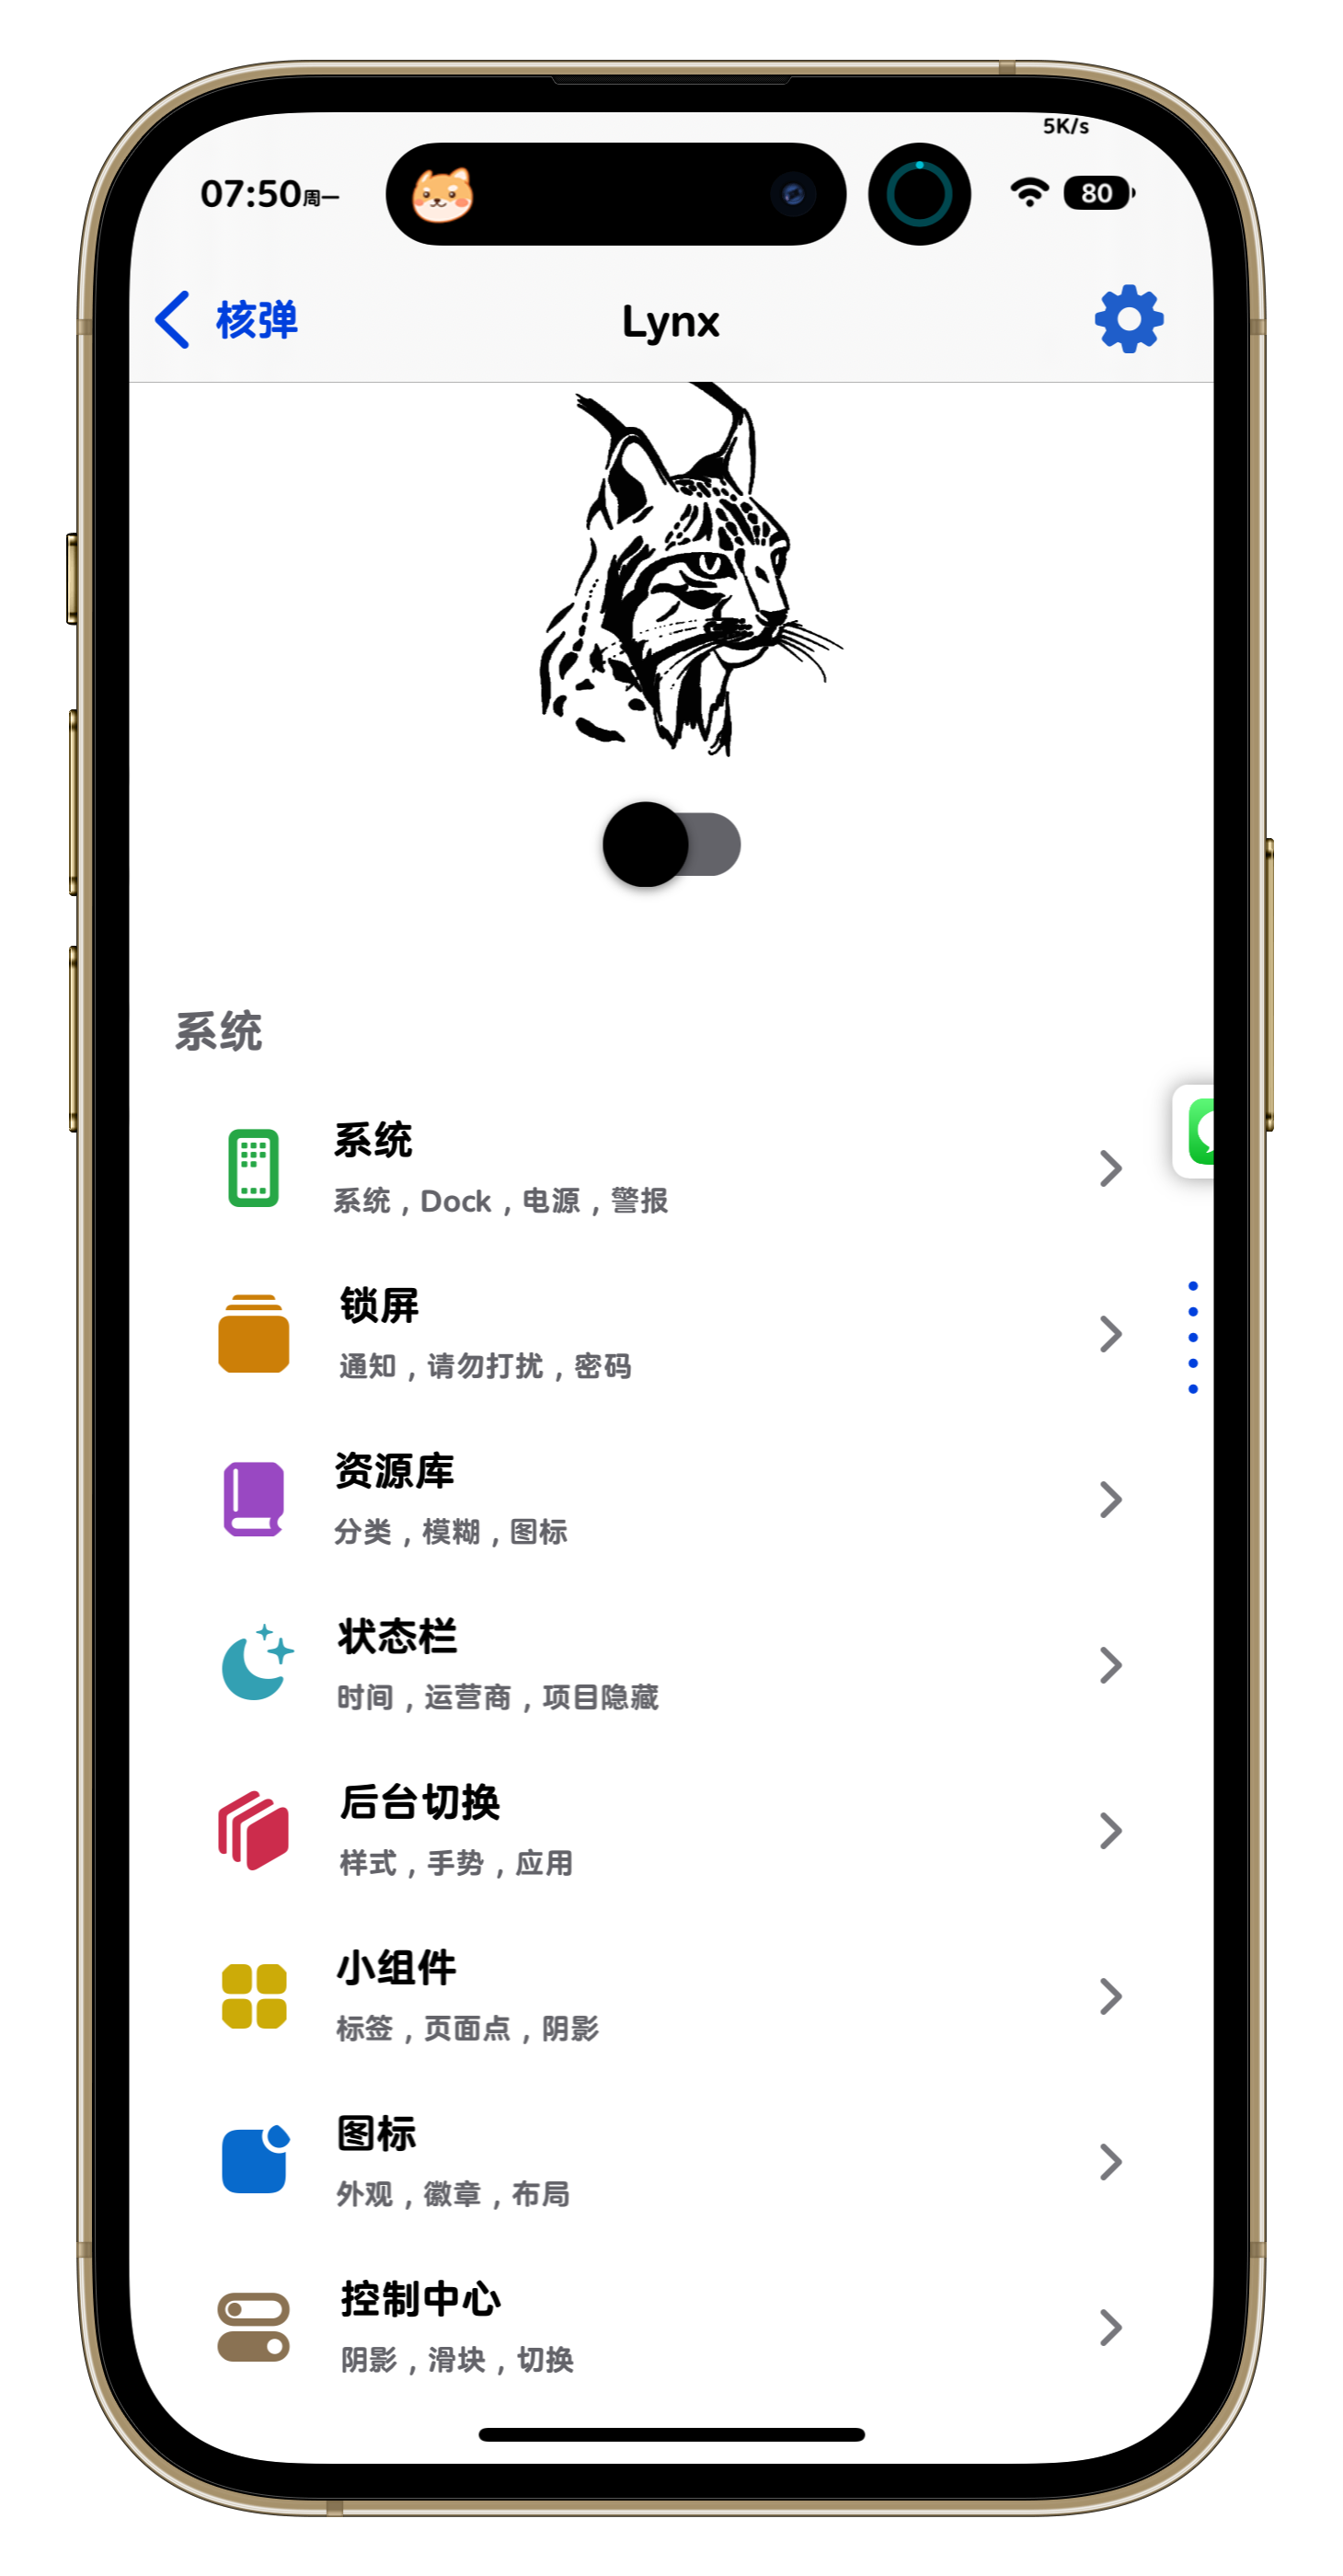 5K/s
07:50周一
80
核弹
Lynx
系统
系统，Dock，电源，警报
系统
锁屏
通知，请勿打扰，密码
资源库
分类，模糊，图标
状态栏
时间，运营商，项目隐藏
后台切换
样式，手势，应用
小组件
标签，页面点，阴影
图标
外观，徽章，布局
控制中心
阴影，滑块，切换